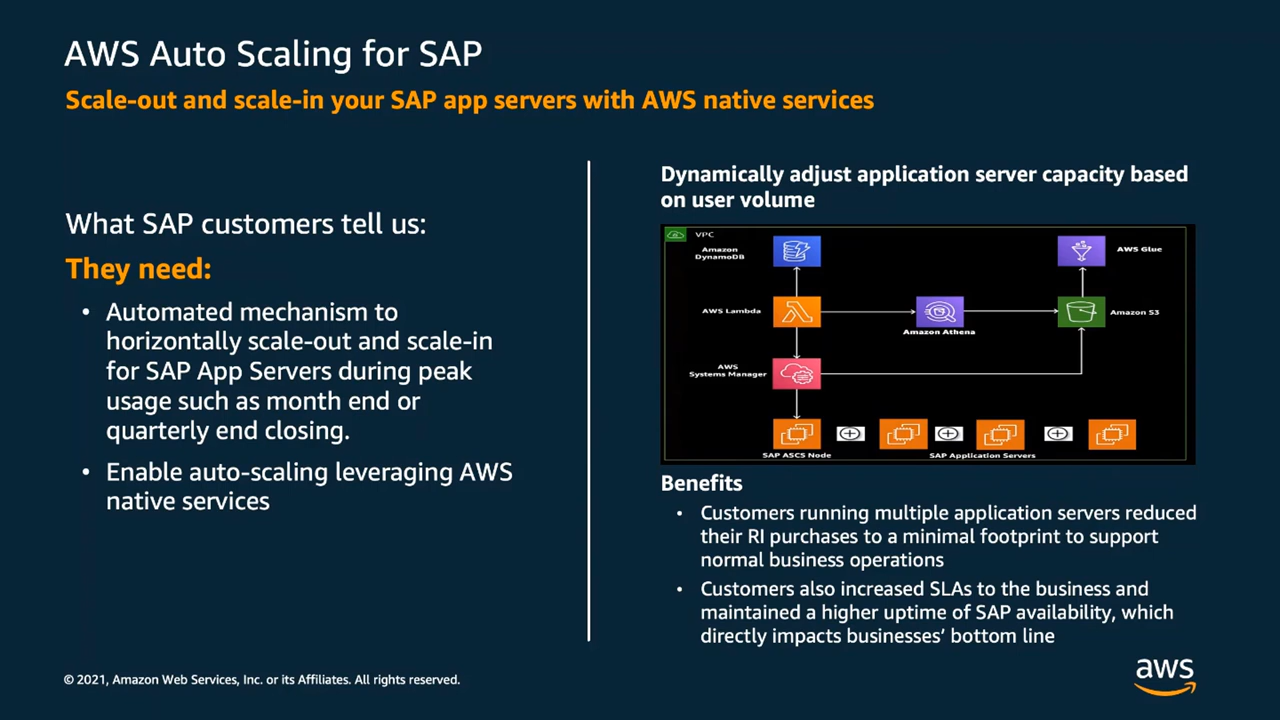 AWS Auto Scaling for SAP
Scale-out and scale-in your SAP app servers with AWS native services
What SAP customers tell us:
They need:
• Automated mechanism to
horizontally scale-out and scale-in
for SAP App Servers during peak
usage such as month end or
quarterly end closing.
• Enable auto-scaling leveraging AWS
native services
Dynamically adjust application server capacity based
on user volume
VPC
Amazon
DynamoDB
AWS Glue
AWS Lambda
Amazon Athena
Amazon S3
AWS
Systems Manager
SAP ASCS Node
SAP Application Servers
Benefits
• Customers running multiple application servers reduced
their RI purchases to a minimal footprint to support
normal business operations
• Customers also increased SLAs to the business and
maintained a higher uptime of SAP availability, which
directly impacts businesses’ bottom line
© 2021, Amazon Web Services, Inc. or its Affiliates. All rights reserved.
aws